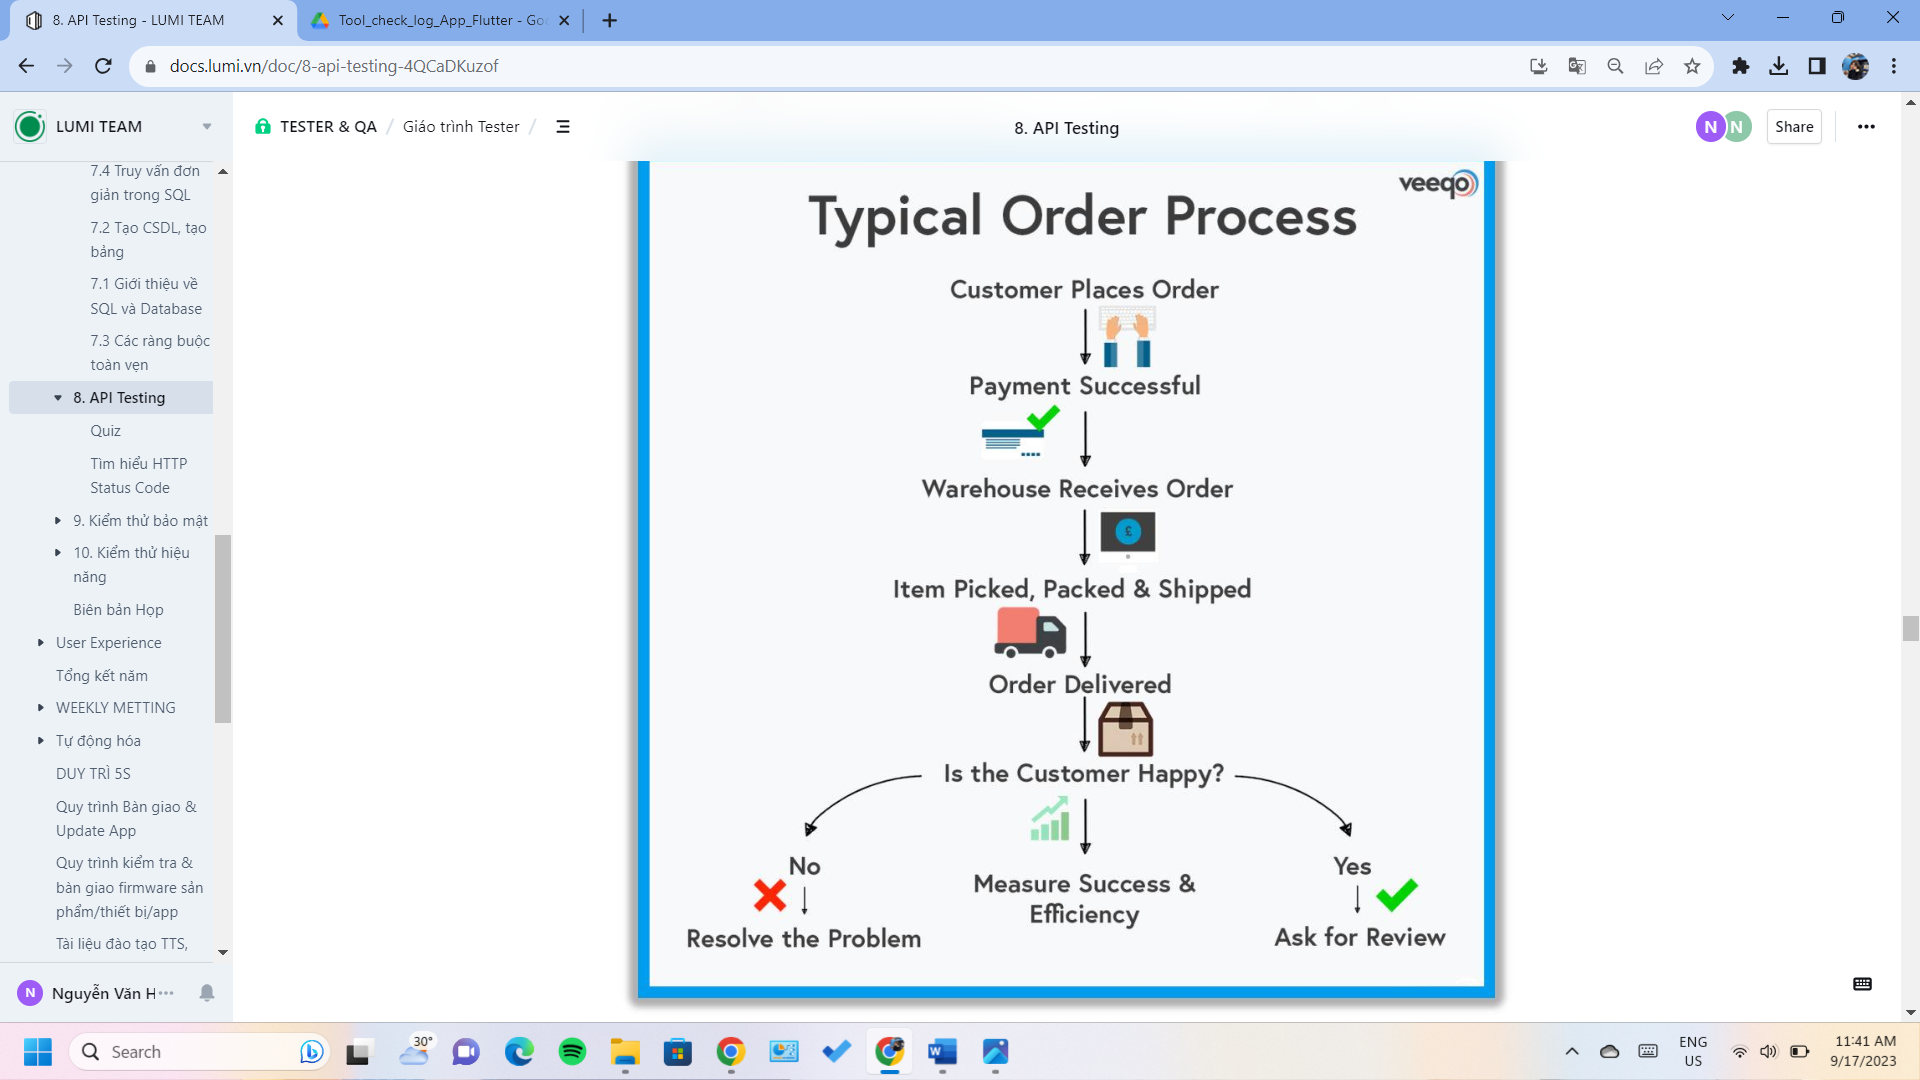 8. API Testing - LUMI TEAM
Tool_check_log_App_Flutter - Goo
docs.lumi.vn/doc/8-api-testing-4QCaDKuzof
LUMI TEAM
TESTER & QA / Giáo trình Tester /
8. API Testing
N
N
Share
7.4 Truy vấn đơn
giản trong SQL
7.2 Tạo CSDL, tạo
bảng
7.1 Giới thiệu về
SQL và Database
7.3 Các ràng buộc
toàn vẹn
8. API Testing
Quiz
Tìm hiểu HTTP
Status Code
9. Kiểm thử bảo mật
10. Kiểm thử hiệu
năng
Biên bản Họp
User Experience
Tổng kết năm
WEEKLY METTING
Tự động hóa
DUY TRÌ 5S
Quy trình Bàn giao &
Update App
Quy trình kiểm tra &
bàn giao firmware sản
phẩm/thiết bị/app
Tài liệu đào tạo TTS,
N
Nguyễn Văn H
veeqo
Typical Order Process
Customer Places Order
Payment Successful
Warehouse Receives Order
£
Item Picked, Packed & Shipped
Order Delivered
Is the Customer Happy?
No
Yes
Measure Success &
Efficiency
Resolve the Problem
Ask for Review
Search
30°
ENG
US
11:41 AM
9/17/2023